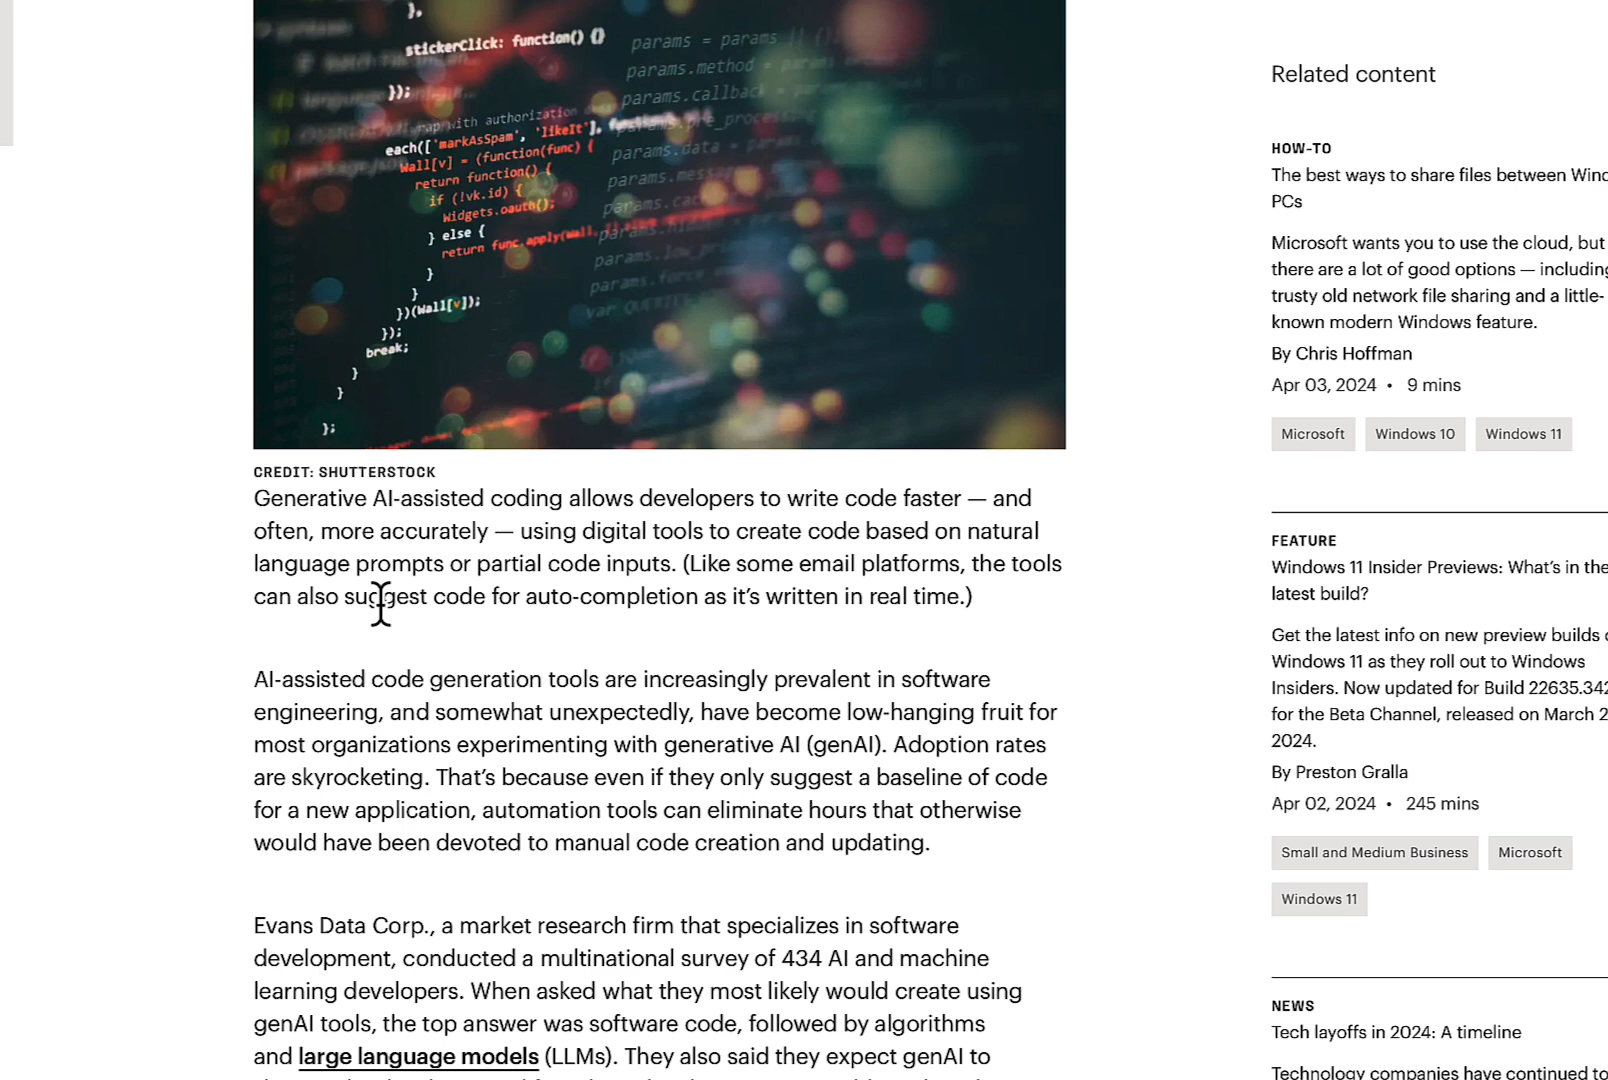 },
stickerClick: function() {}
params = params || {};
params.method =
});
params.callback =
wrap with authorization
each(['markAsSpam', 'likeIt'],
params.data =
Wall[v] = (function(func) {
return function() {
if (!vk.id) {
Widgets.oauth();
} else {
return func.apply(
}
}
})(Wall[v]);
});
break;
}
}
};
CREDIT: SHUTTERSTOCK
Generative AI-assisted coding allows developers to write code faster — and
often, more accurately — using digital tools to create code based on natural
language prompts or partial code inputs. (Like some email platforms, the tools
can also suggest code for auto-completion as it’s written in real time.)
AI-assisted code generation tools are increasingly prevalent in software
engineering, and somewhat unexpectedly, have become low-hanging fruit for
most organizations experimenting with generative AI (genAI). Adoption rates
are skyrocketing. That’s because even if they only suggest a baseline of code
for a new application, automation tools can eliminate hours that otherwise
would have been devoted to manual code creation and updating.
Evans Data Corp., a market research firm that specializes in software
development, conducted a multinational survey of 434 AI and machine
learning developers. When asked what they most likely would create using
genAI tools, the top answer was software code, followed by algorithms
and large language models (LLMs). They also said they expect genAI to
Related content
HOW-TO
The best ways to share files between
PCs
Microsoft wants you to use the cloud, but
there are a lot of good options — including
trusty old network file sharing and a little-
known modern Windows feature.
By Chris Hoffman
Apr 03, 2024 • 9 mins
Microsoft Windows 10 Windows 11
FEATURE
Windows 11 Insider Previews: What’s in the
latest build?
Get the latest info on new preview builds
Windows 11 as they roll out to Windows
Insiders. Now updated for Build 22635.342
for the Beta Channel, released on March 2
2024.
By Preston Gralla
Apr 02, 2024 • 245 mins
Small and Medium Business Microsoft
Windows 11
NEWS
Tech layoffs in 2024: A timeline
Technology companies have continued to